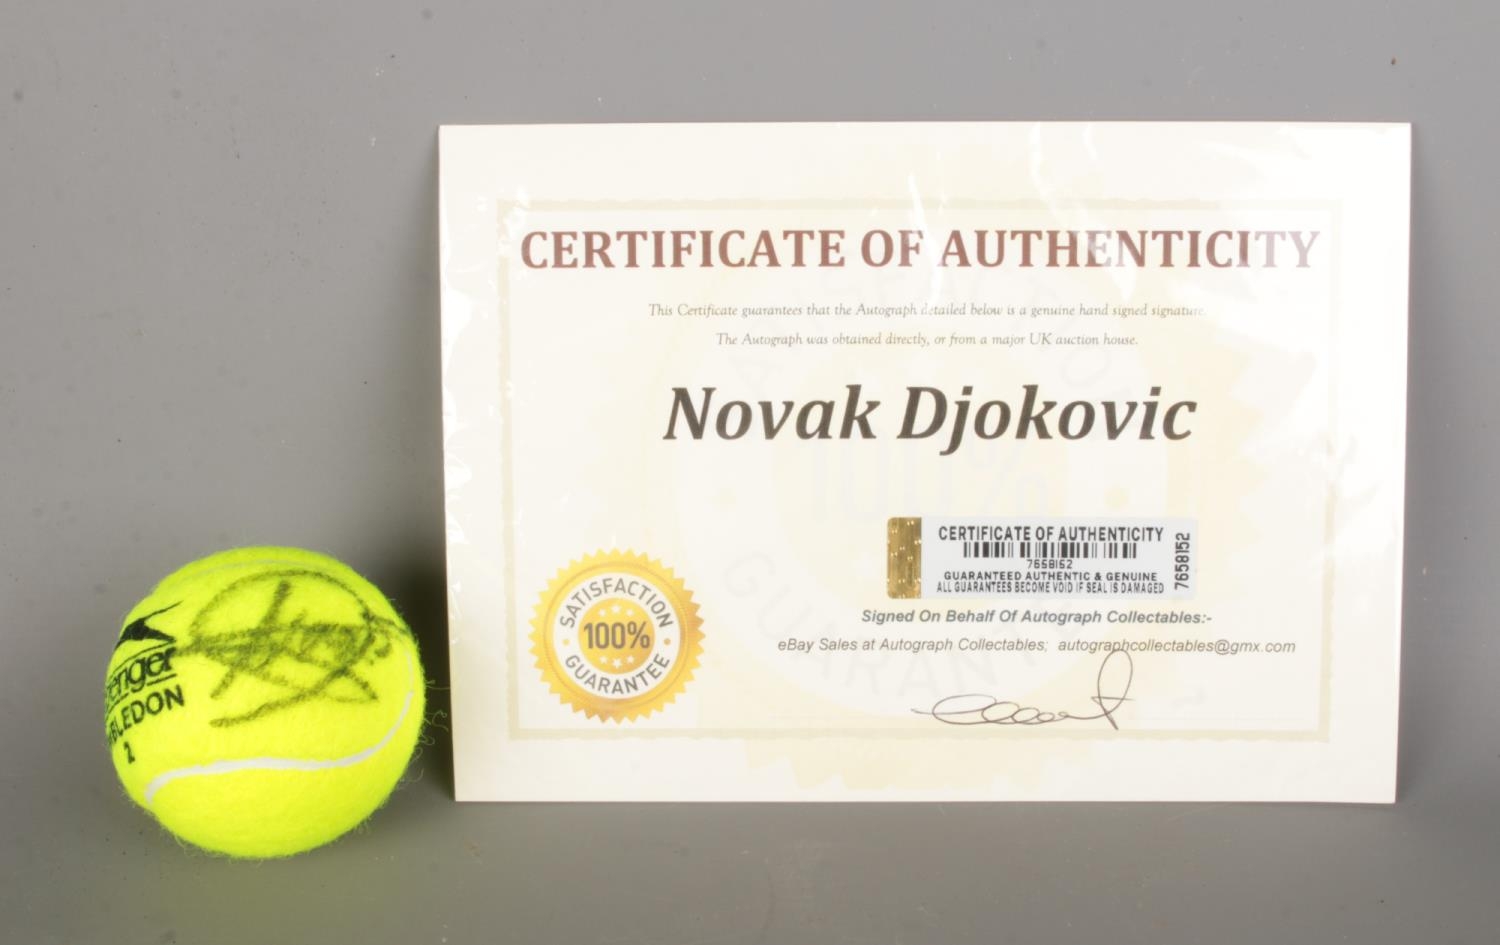 CERTIFICATE OF AUTHENTICITY
This Certificate guarantees that the Autograph detailed below is a genuine hand signed signature.
The Autograph was obtained directly, or from a major UK auction house.
Novak Djokovic
CERTIFICATE OF AUTHENTICITY
7658152
GUARANTEED AUTHENTIC & GENUINE
ALL GUARANTEES BECOME VOID IF SEAL IS DAMAGED
7658152
Signed On Behalf Of Autograph Collectables:-
eBay Sales at Autograph Collectables; autographcollectables@gmx.com
SATISFACTION
100%
GUARANTEE
zenger
BLEDON
2